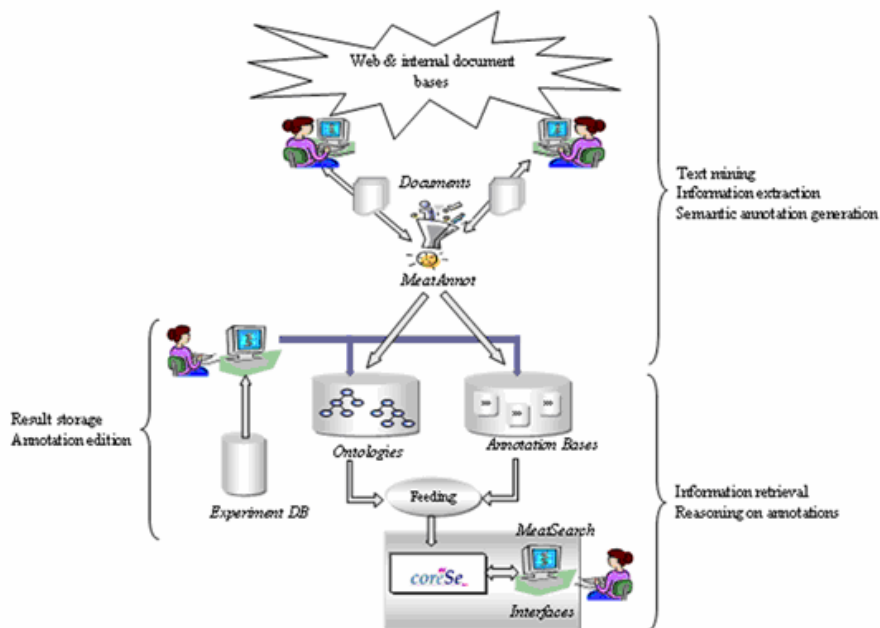 Web & internal document
bases
Documents
Text mining
Information extraction
Semantic annotation generation
MeatAnnot
Result storage
Annotation edition
Ontologies
Annotation Bases
Experiment DB
Feeding
Information retrieval
Reasoning on annotations
MeatSearch
coreSe
Interfaces